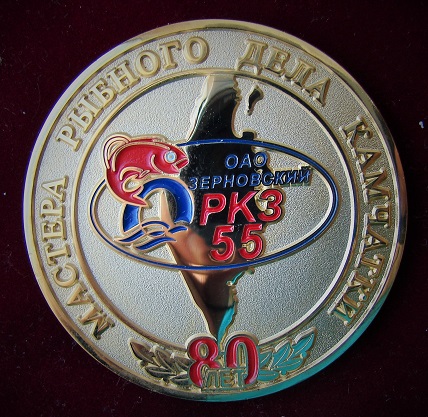 МАСТЕРА РЫБНОГО ДЕЛА КАМЧАТКИ
ОАО
ЗЕРНОВСКИЙ
РКЗ
55
80
ЛЕТ